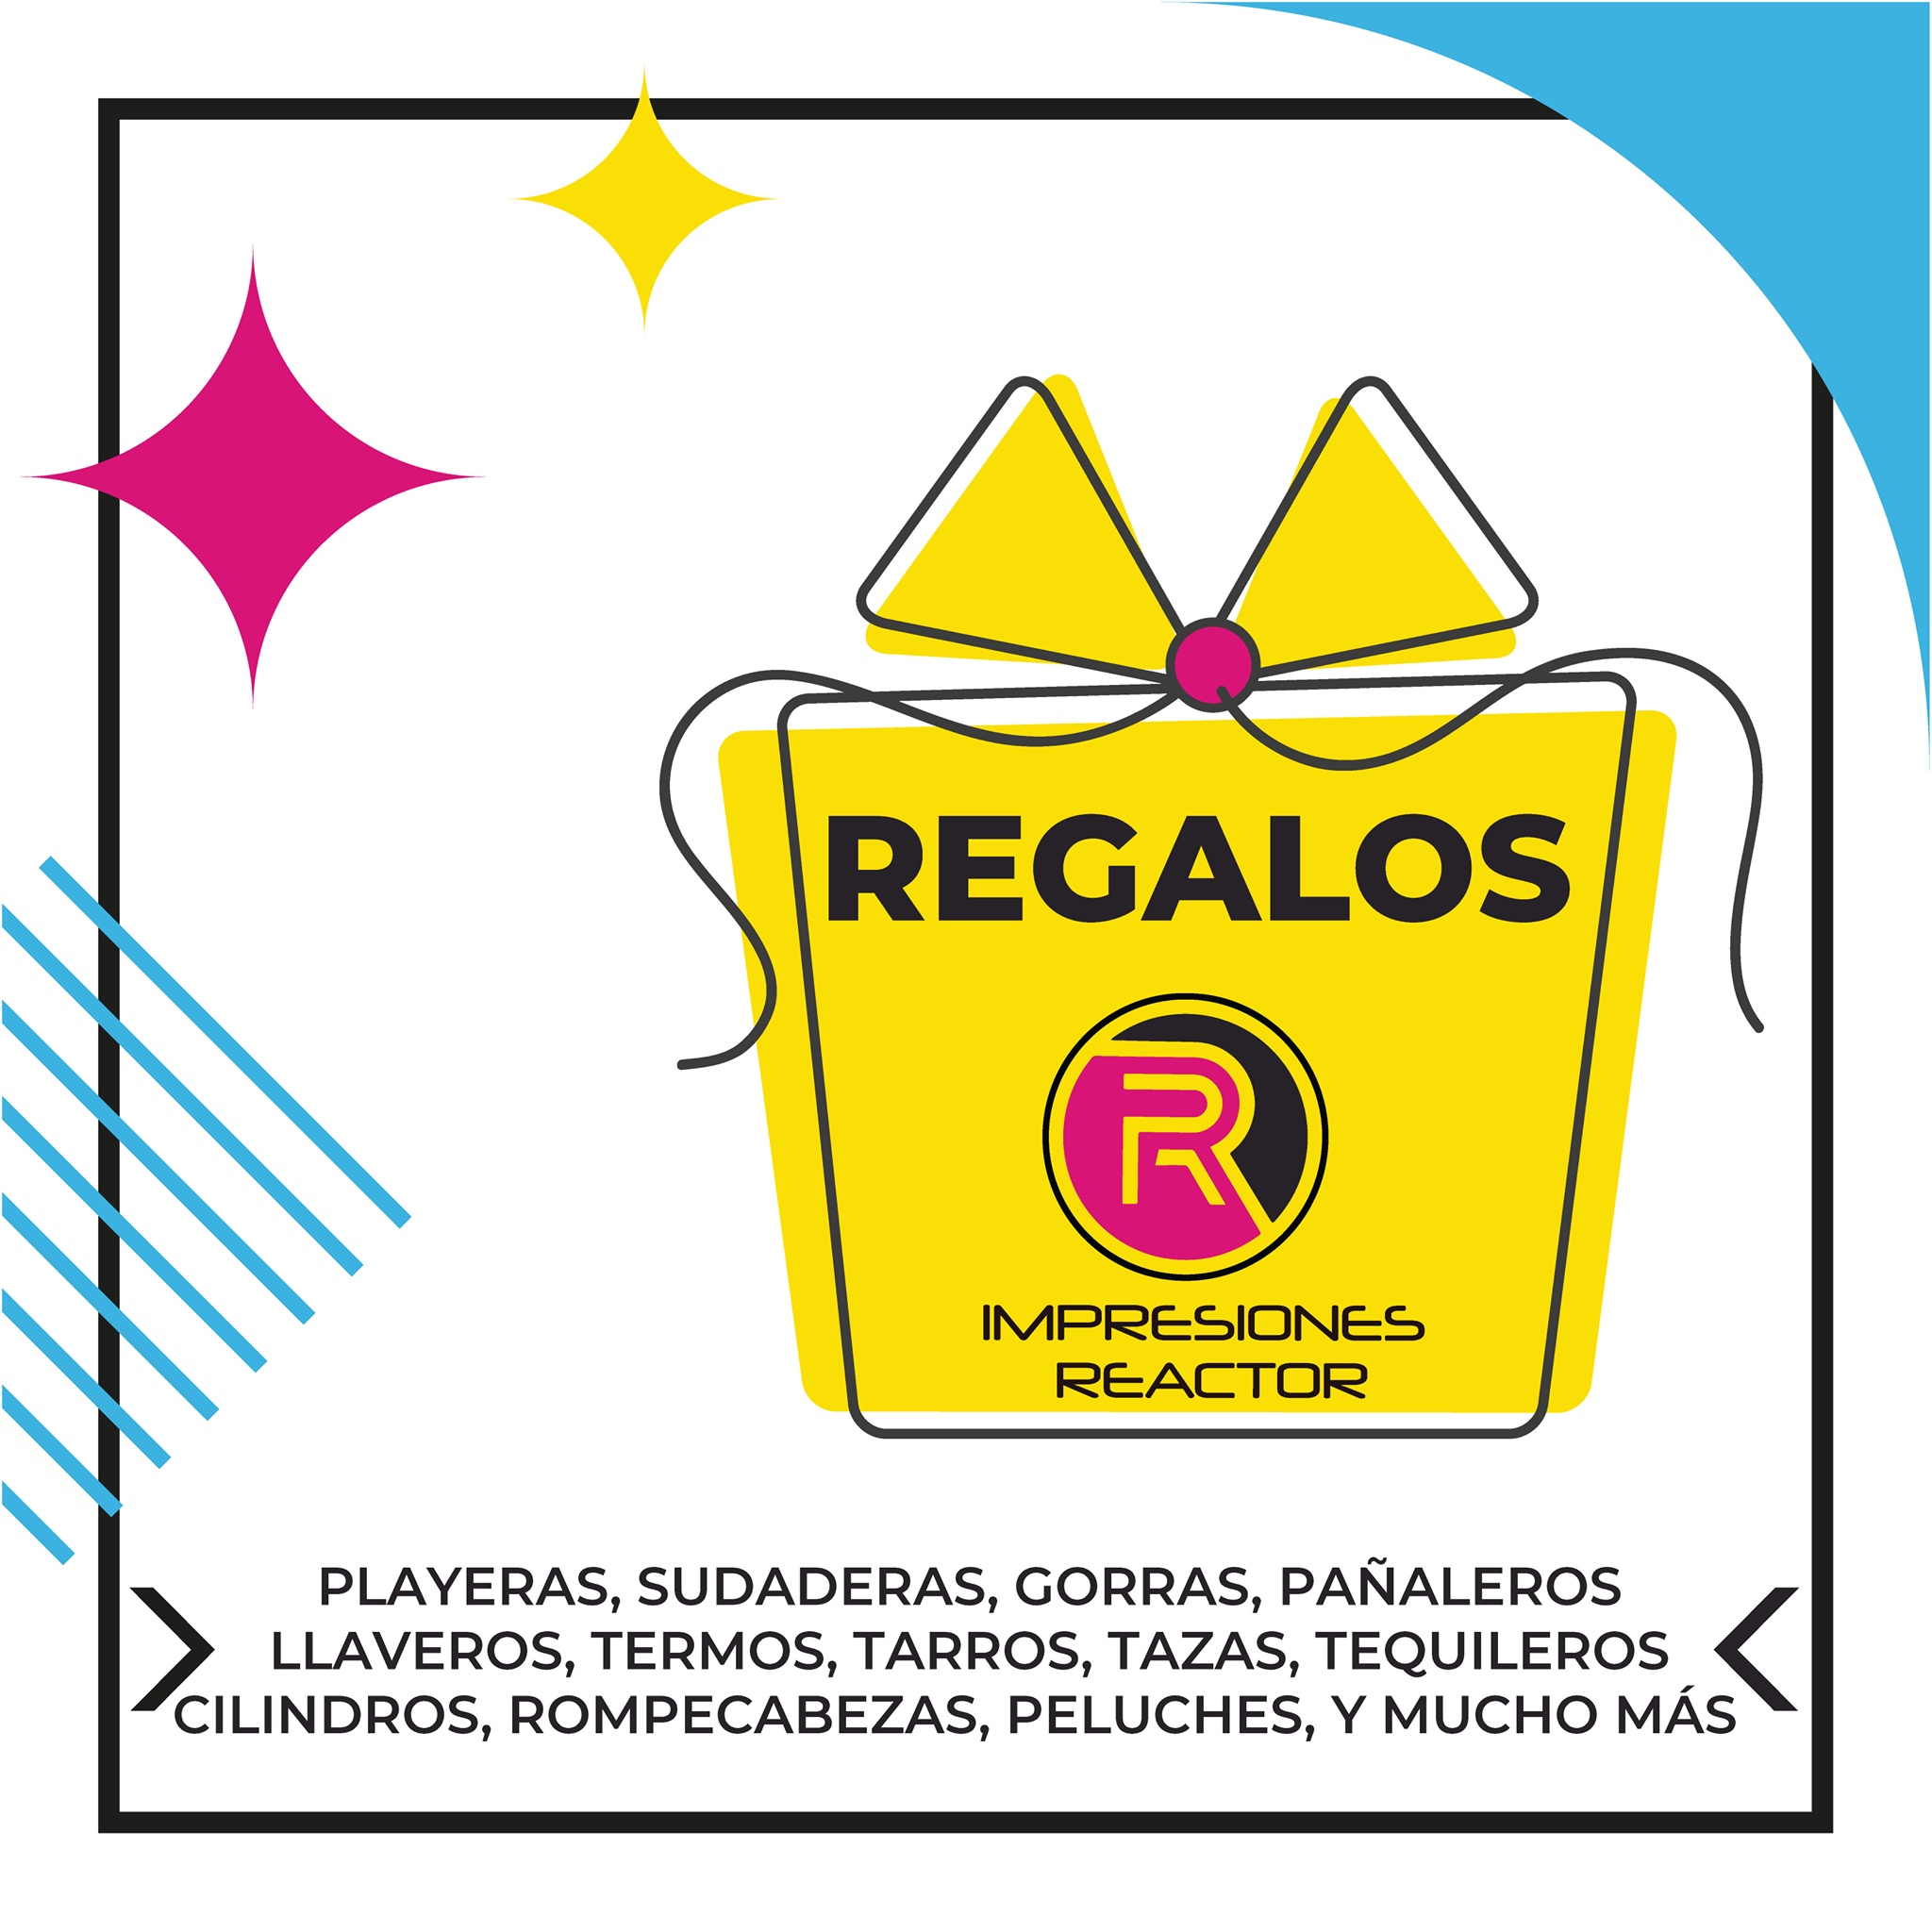 REGALOS
IMPRESIONES
REACTOR
PLAYERAS, SUDADERAS, GORRAS, PAÑALEROS
LLAVEROS, TERMOS, TARROS, TAZAS, TEQUILEROS
CILINDROS, ROMPECABEZAS, PELUCHES, Y MUCHO MÁS